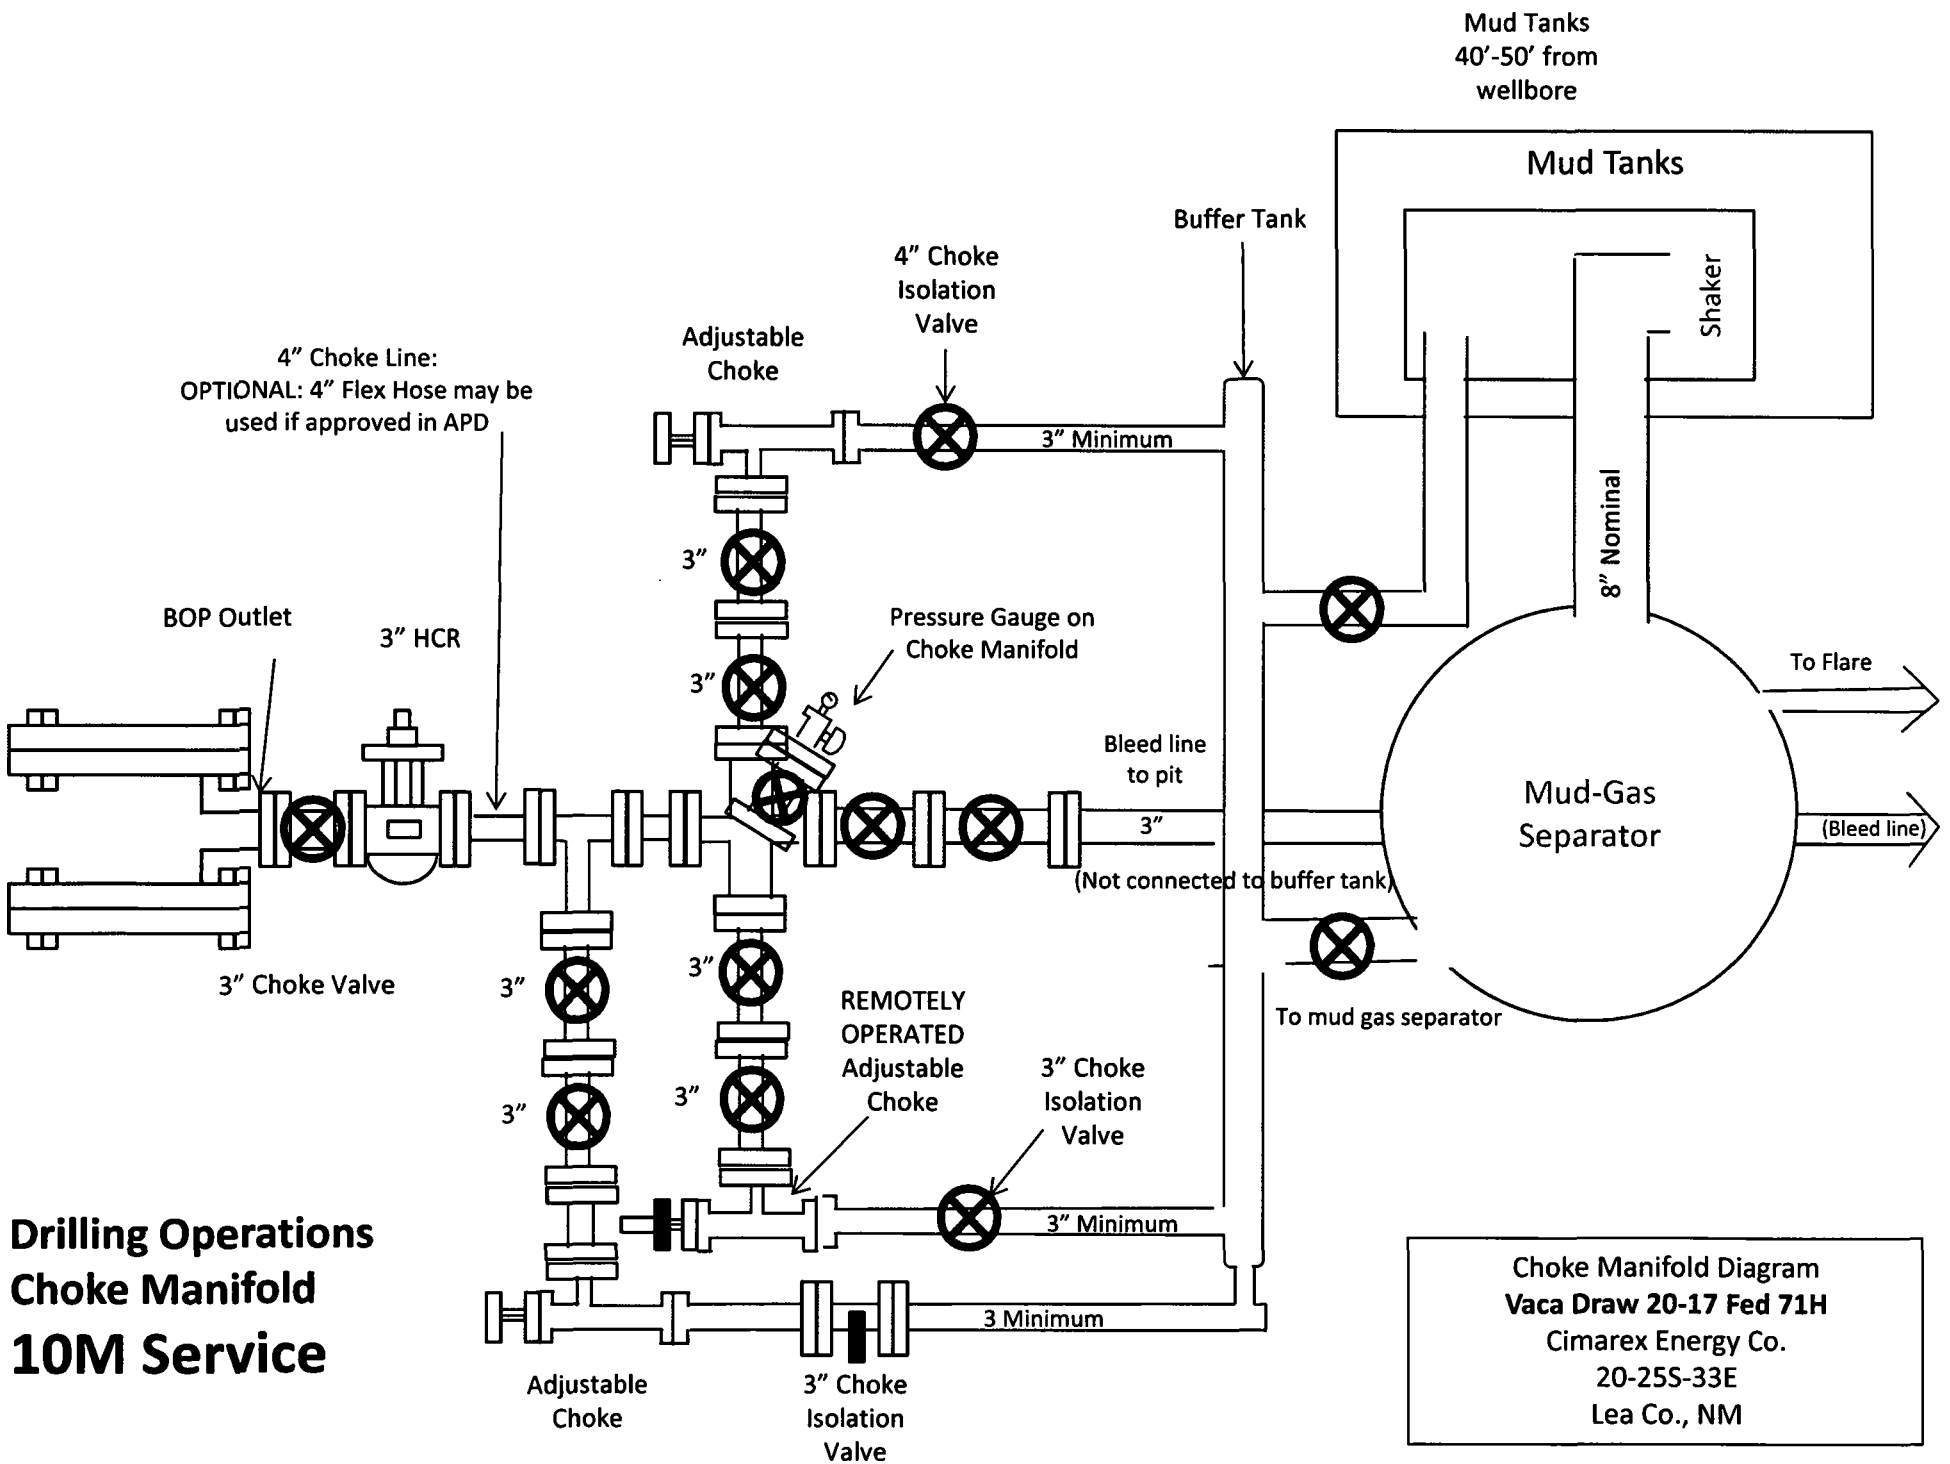 Mud Tanks
40’-50’ from
wellbore
Mud Tanks
Shaker
Buffer Tank
4” Choke
Isolation
Valve
Adjustable
Choke
4” Choke Line:
OPTIONAL: 4” Flex Hose may be
used if approved in APD
3” Minimum
8” Nominal
3”
BOP Outlet
3” HCR
Pressure Gauge on
Choke Manifold
3”
To Flare
Bleed line
to pit
3”
Mud-Gas
Separator
(Bleed line)
(Not connected to buffer tank)
3” Choke Valve
3”
3”
REMOTELY
OPERATED
Adjustable
Choke
To mud gas separator
3”
3”
3” Choke
Isolation
Valve
3” Minimum
3 Minimum
Adjustable
Choke
3” Choke
Isolation
Valve
Drilling Operations
Choke Manifold
10M Service
Choke Manifold Diagram
Vaca Draw 20-17 Fed 71H
Cimarex Energy Co.
20-25S-33E
Lea Co., NM